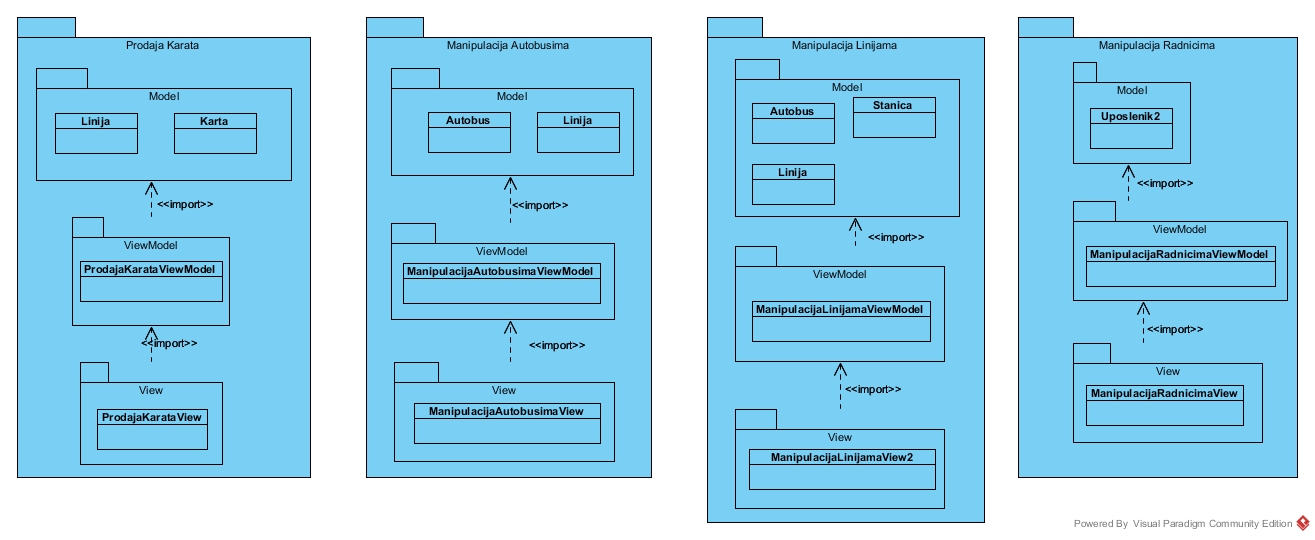 Prodaja Karata
Model
Linija
Karta
<<import>>
ViewModel
ProdajaKarataViewModel
<<import>>
View
ProdajaKarataView
Manipulacija Autobusima
Model
Autobus
Linija
<<import>>
VievModel
ManipulacijaAutobusimaViewModel
<<import>>
View
ManipulacijaAutobusimaView
Manipulacija Linijama
Model
Autobus
Stanica
Linija
<<import>>
ViewModel
ManipulacijaLinijamaViewModel
<<import>>
View
ManipulacijaLinijamaView2
Manipulacija Radnicima
Model
Uposlenik2
<<import>>
ViewModel
ManipulacijaRadnicimaViewModel
<<import>>
View
ManipulacijaRadnicimaView
Powered By Visual Paradigm Community Edition